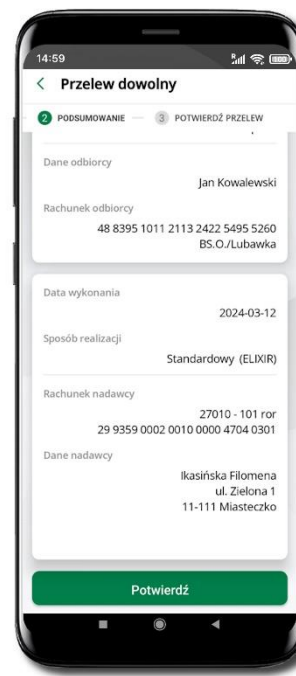 14:59
Przelew dowolny
2 PODSUMOWANIE 3 POTWIERDŹ PRZELEW
Dane odbiorcy
Jan Kowalewski
Rachunek odbiorcy
48 8395 1011 2113 2422 5495 5260
BS.O./Lubawka
Data wykonania
2024-03-12
Sposób realizacji
Standardowy (ELIXIR)
Rachunek nadawcy
27010 - 101 ror
29 9359 0002 0010 0000 4704 0301
Dane nadawcy
Ikasińska Filomena
ul. Zielona 1
11-111 Miasteczko
Potwierdź